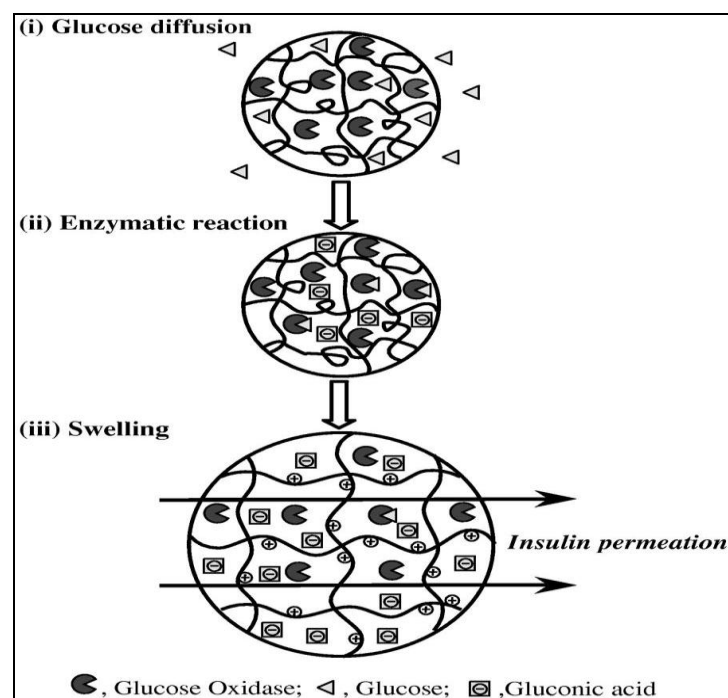 (i) Glucose diffusion
(ii) Enzymatic reaction
(iii) Swelling
Insulin permeation
, Glucose Oxidase; , Glucose; ,Gluconic acid